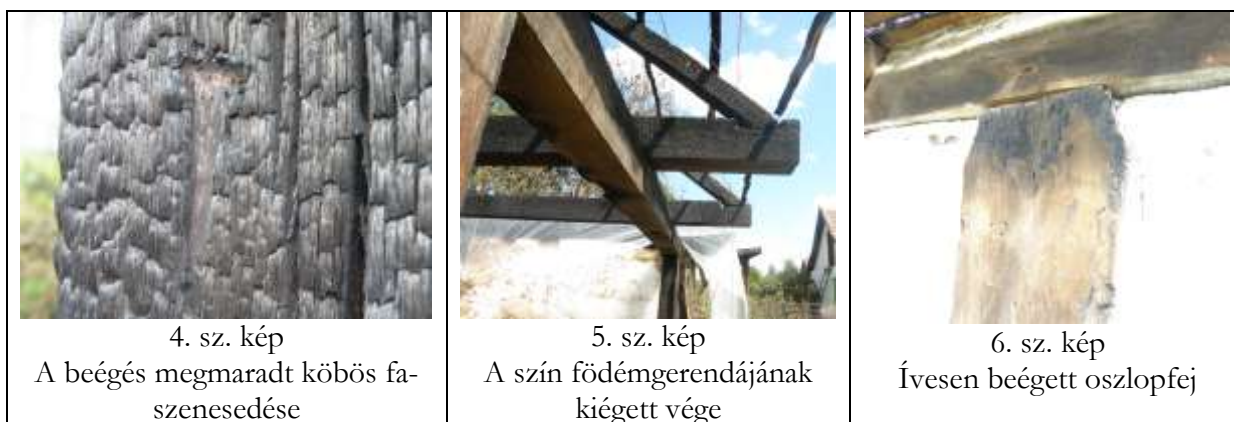 4. sz. kép
A beégés megmaradt köbös fa-
szenesedése
5. sz. kép
A szín födémgerendájának
kiégett vége
6. sz. kép
Ívesen beégett oszlopfej